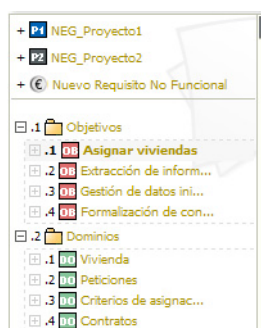 + P1 NEG_Proyecto1
+ P2 NEG_Proyecto2
+ € Nuevo Requisito No Funcional
.1 Objetivos
.1 OB Asignar viviendas
.2 OB Extracción de inform...
.3 OB Gestión de datos ini...
.4 OB Formalización de con...
.2 Dominios
.1 DO Vivienda
.2 DO Peticiones
.3 DO Criterios de asignac...
.4 DO Contratos